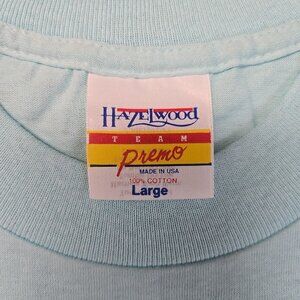 HAZELWOOD
TEAM
Premo
MADE IN USA
100% COTTON
Large